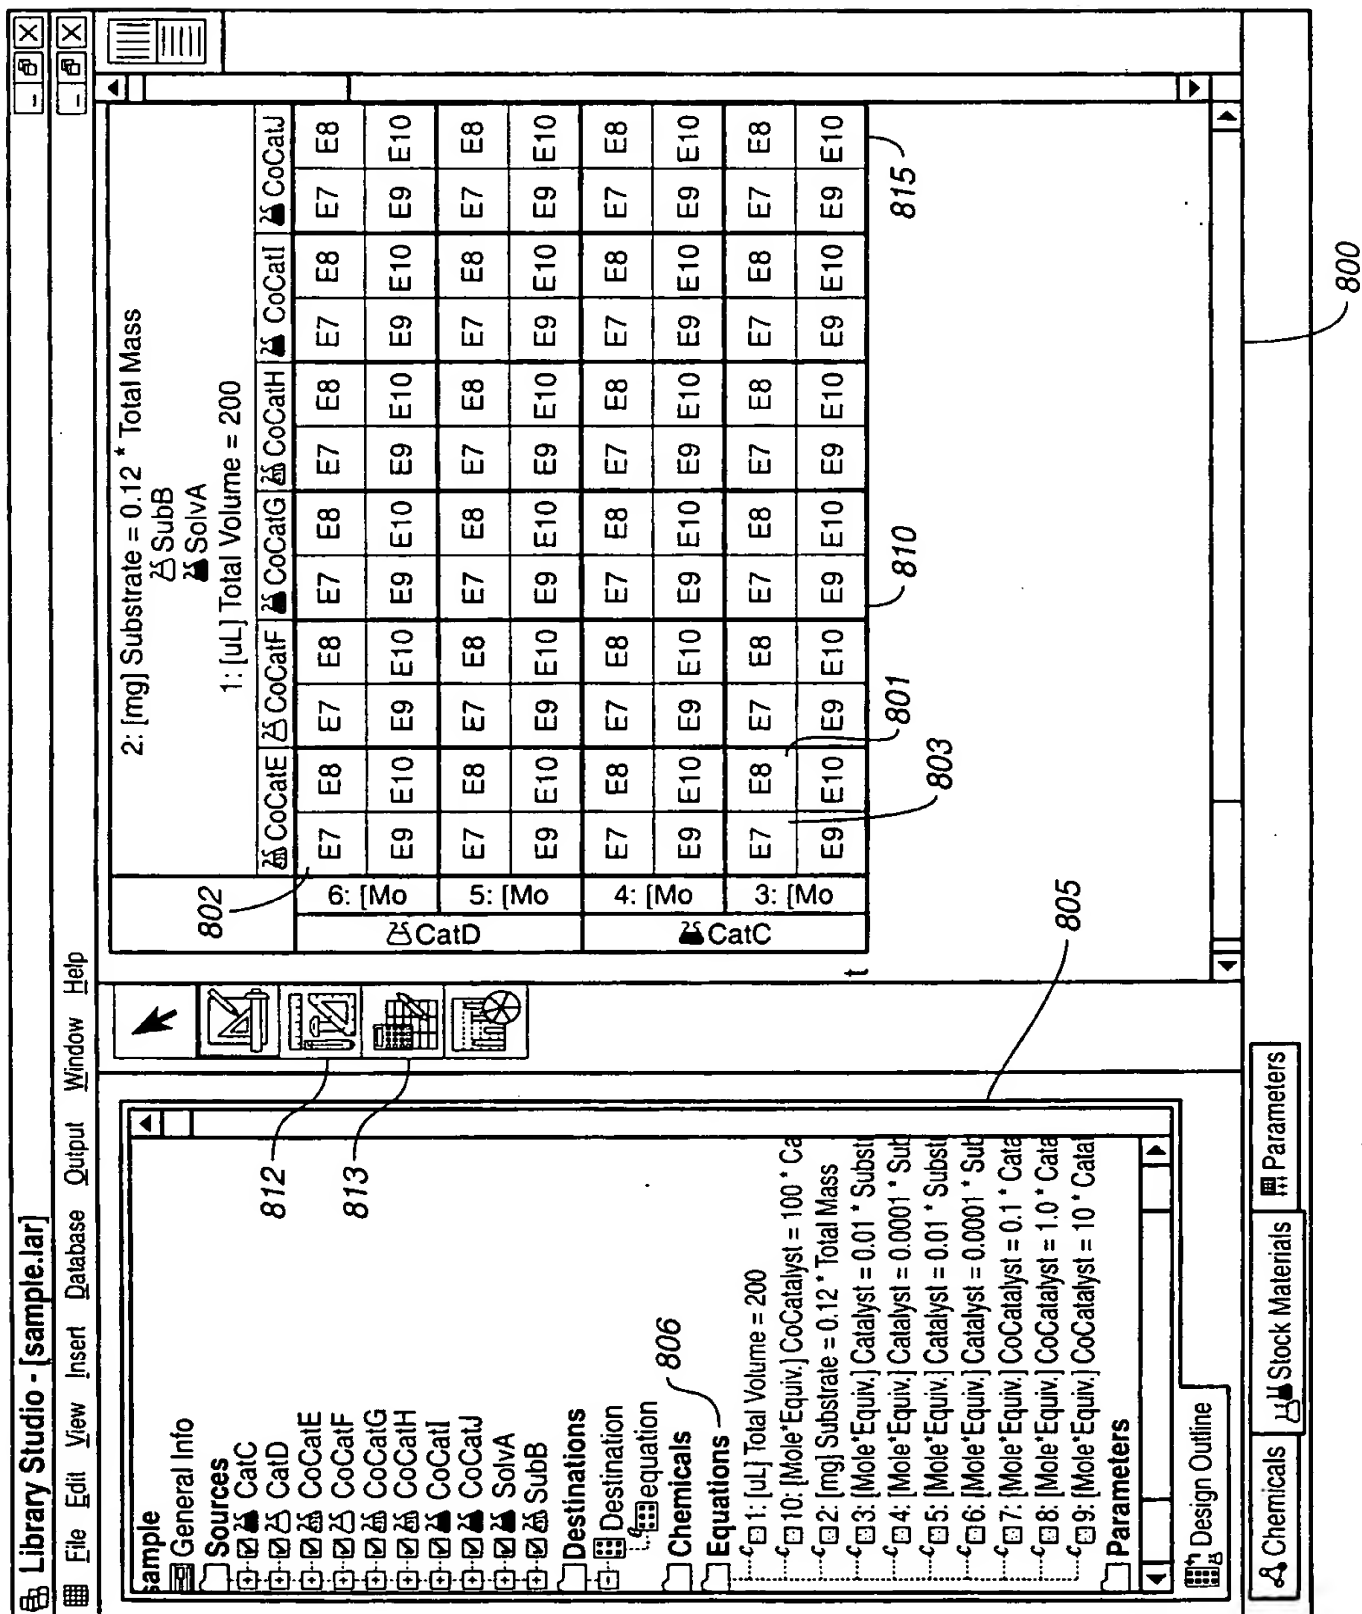 Library Studio - [sample.lar]
File Edit View Insert Database Output Window Help
sample
General Info
Sources
CatC
CatD
CoCatE
CoCatF
CoCatG
CoCatH
CoCatI
CoCatJ
SolvA
SubB
Destinations
Destination
equation
Chemicals
Equations
1: [uL] Total Volume = 200
10: [Mole*Equiv.] CoCatalyst = 100 * Ca
2: [mg] Substrate = 0.12 * Total Mass
3: [Mole*Equiv.] Catalyst = 0.01 * Subst
4: [Mole*Equiv.] Catalyst = 0.0001 * Sub
5: [Mole*Equiv.] Catalyst = 0.01 * Subst
6: [Mole*Equiv.] Catalyst = 0.0001 * Sub
7: [Mole*Equiv.] CoCatalyst = 0.1 * Cata
8: [Mole*Equiv.] CoCatalyst = 1.0 * Cata
9: [Mole*Equiv.] CoCatalyst = 10 * Catal
Parameters
Design Outline
Chemicals Stock Materials Parameters
812
813
806
805
2: [mg] Substrate = 0.12 * Total Mass
SubB
SolvA
1: [uL] Total Volume = 200
802
CoCatE CoCatF CoCatG CoCatH CoCatI CoCatJ
CatD
6: [Mo E7 E8 E7 E8 E7 E8 E7 E8 E7 E8 E7 E8
E9 E10 E9 E10 E9 E10 E9 E10 E9 E10 E9 E10
5: [Mo E7 E8 E7 E8 E7 E8 E7 E8 E7 E8 E7 E8
E9 E10 E9 E10 E9 E10 E9 E10 E9 E10 E9 E10
CatC
4: [Mo E7 E8 E7 E8 E7 E8 E7 E8 E7 E8 E7 E8
E9 E10 E9 E10 E9 E10 E9 E10 E9 E10 E9 E10
3: [Mo E7 E8 E7 E8 E7 E8 E7 E8 E7 E8 E7 E8
E9 E10 E9 E10 E9 E10 E9 E10 E9 E10 E9 E10
t
803
801
810
815
800